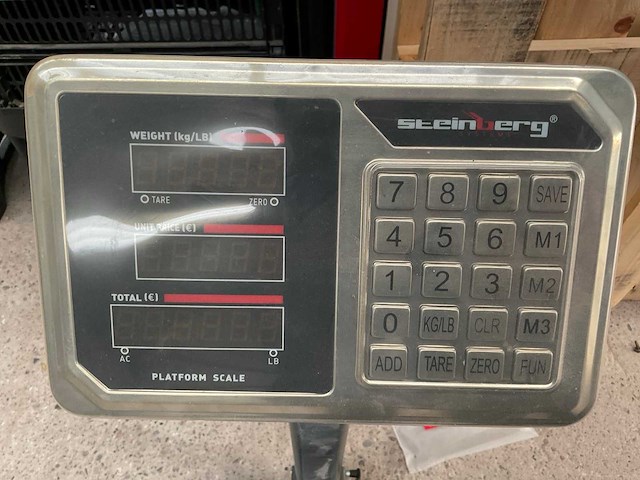 steinberg®
WEIGHT (kg/LB)
TARE ZERO
UNIT PRICE (€)
TOTAL (€)
AC LB
PLATFORM SCALE
7 8 9 SAVE
4 5 6 M1
1 2 3 M2
0 KG/LB CLR M3
ADD TARE ZERO FUN